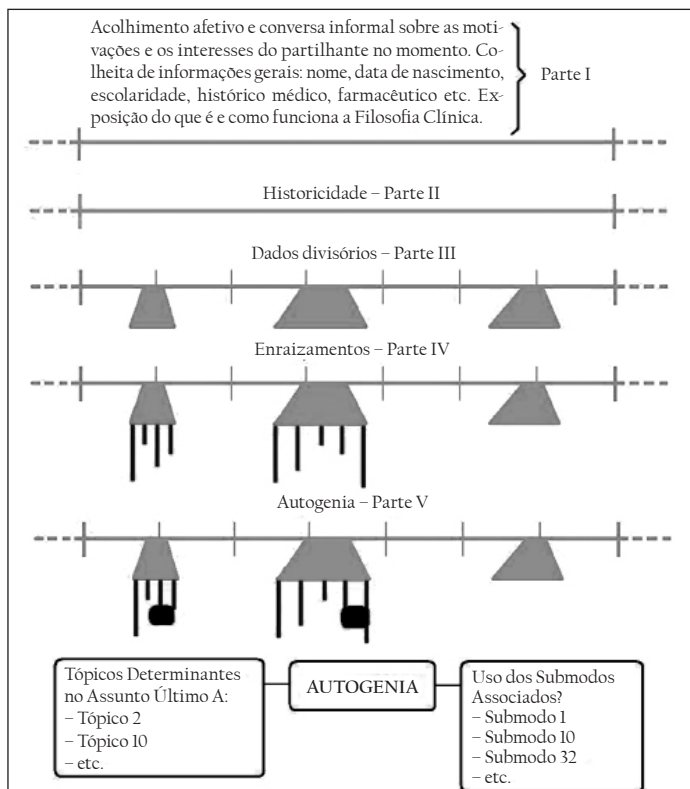 Acolhimento afetivo e conversa informal sobre as moti-
vações e os interesses do partilhante no momento. Co-
lheita de informações gerais: nome, data de nascimento,
escolaridade, histórico médico, farmacêutico etc. Ex-
posição do que é e como funciona a Filosofia Clínica.
Parte I
Historicidade – Parte II
Dados divisórios – Parte III
Enraizamentos – Parte IV
Autogenia – Parte V
Tópicos Determinantes
no Assunto Último A:
– Tópico 2
– Tópico 10
– etc.
AUTOGENIA
Uso dos Submodos
Associados?
– Submodo 1
– Submodo 10
– Submodo 32
– etc.